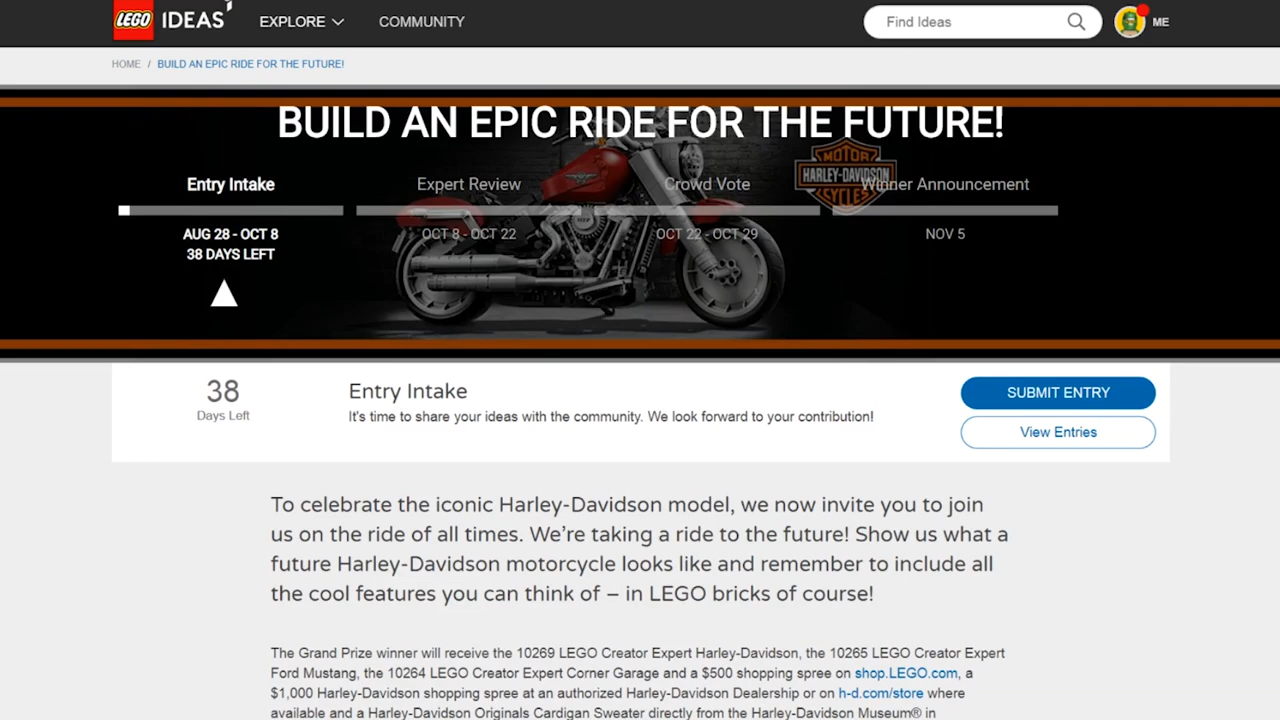 LEGO IDEAS EXPLORE COMMUNITY Find Ideas ME
HOME / BUILD AN EPIC RIDE FOR THE FUTURE!
BUILD AN EPIC RIDE FOR THE FUTURE!
MOTOR
HARLEY-DAVIDSON
CYCLES
Entry Intake Expert Review Crowd Vote Winner Announcement
AUG 28 - OCT 8 OCT 8 - OCT 22 OCT 22 - OCT 29 NOV 5
38 DAYS LEFT
38
Days Left
Entry Intake
It's time to share your ideas with the community. We look forward to your contribution!
SUBMIT ENTRY
View Entries
To celebrate the iconic Harley-Davidson model, we now invite you to join
us on the ride of all times. We’re taking a ride to the future! Show us what a
future Harley-Davidson motorcycle looks like and remember to include all
the cool features you can think of – in LEGO bricks of course!
The Grand Prize winner will receive the 10269 LEGO Creator Expert Harley-Davidson, the 10265 LEGO Creator Expert
Ford Mustang, the 10264 LEGO Creator Expert Corner Garage and a $500 shopping spree on shop.LEGO.com, a
$1,000 Harley-Davidson shopping spree at an authorized Harley-Davidson Dealership or on h-d.com/store where
available and a Harley-Davidson Originals Cardigan Sweater directly from the Harley-Davidson Museum® in